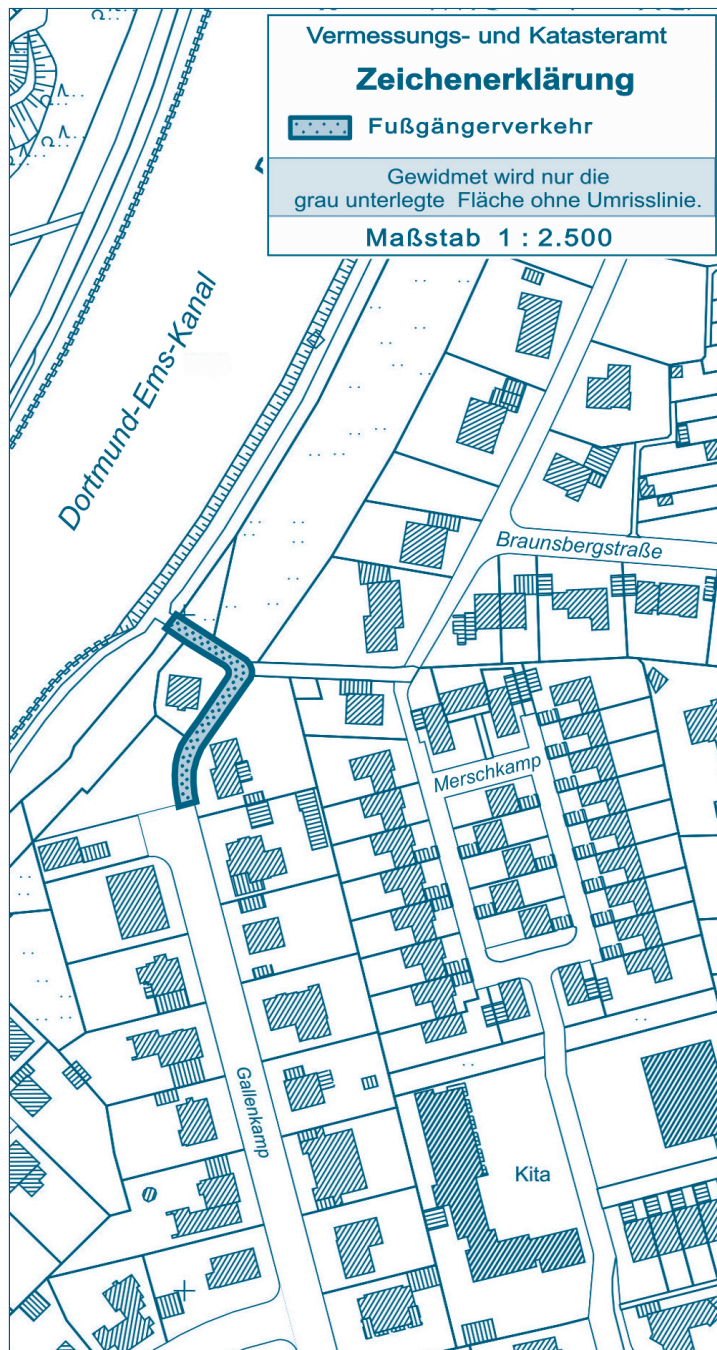 Vermessungs- und Katasteramt
Zeichenerklärung
Fußgängerverkehr
Gewidmet wird nur die
grau unterlegte Fläche ohne Umrisslinie.
Maßstab 1 : 2.500
Dortmund-Ems-Kanal
Braunsbergstraße
Merschkamp
Gallenkamp
Kita